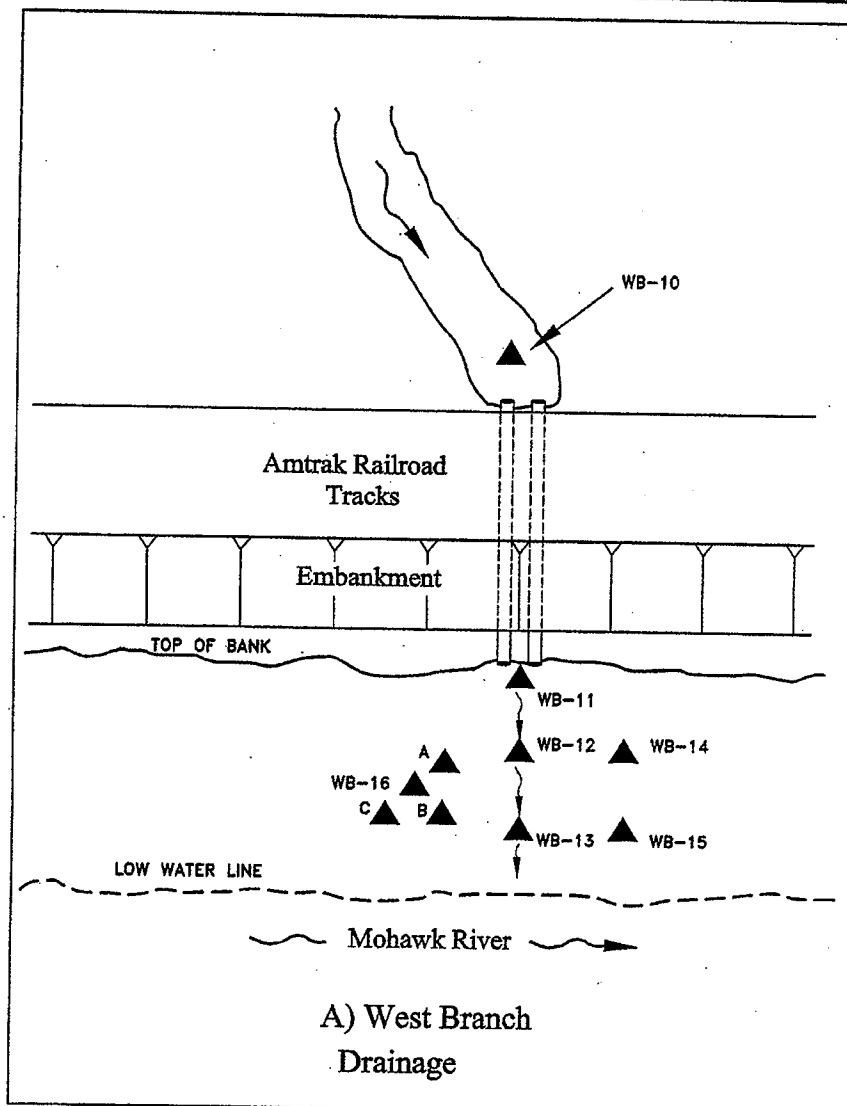 WB-10
Amtrak Railroad
Tracks
Embankment
TOP OF BANK
WB-11
A
WB-12
WB-14
WB-16
C
B
WB-13
WB-15
LOW WATER LINE
Mohawk River
A) West Branch
Drainage